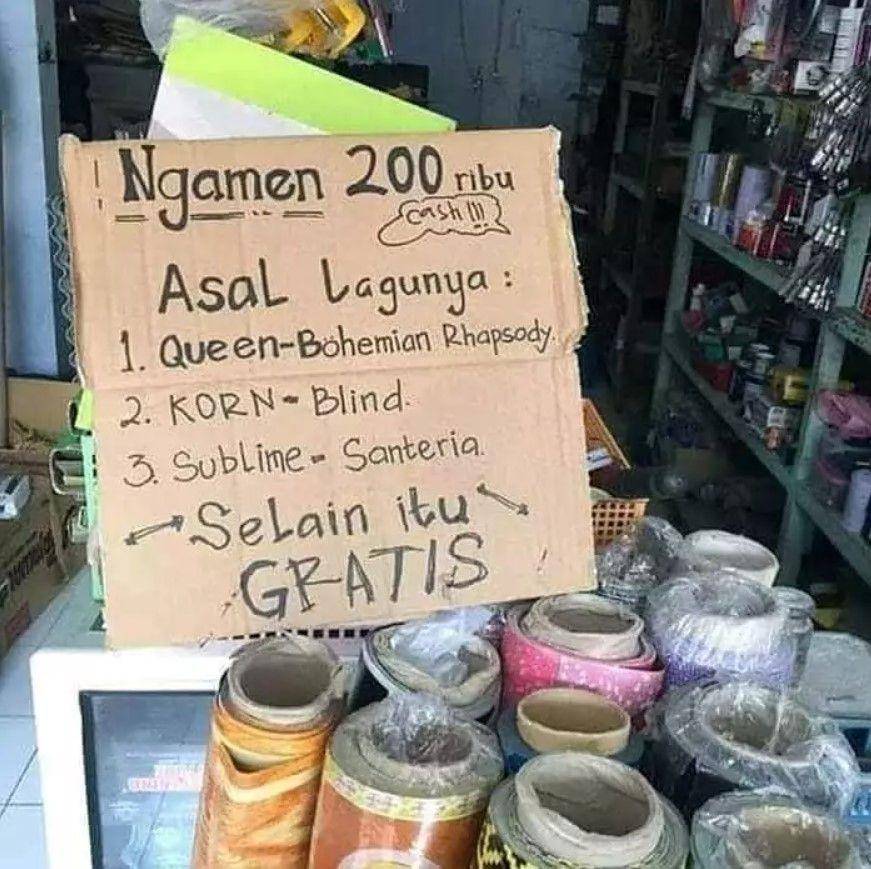 Ngamen 200 ribu
cash!!!
Asal Lagunya :
1. Queen-Bohemian Rhapsody.
2. KORN - Blind.
3. Sublime - Santeria.
Selain itu
GRATIS